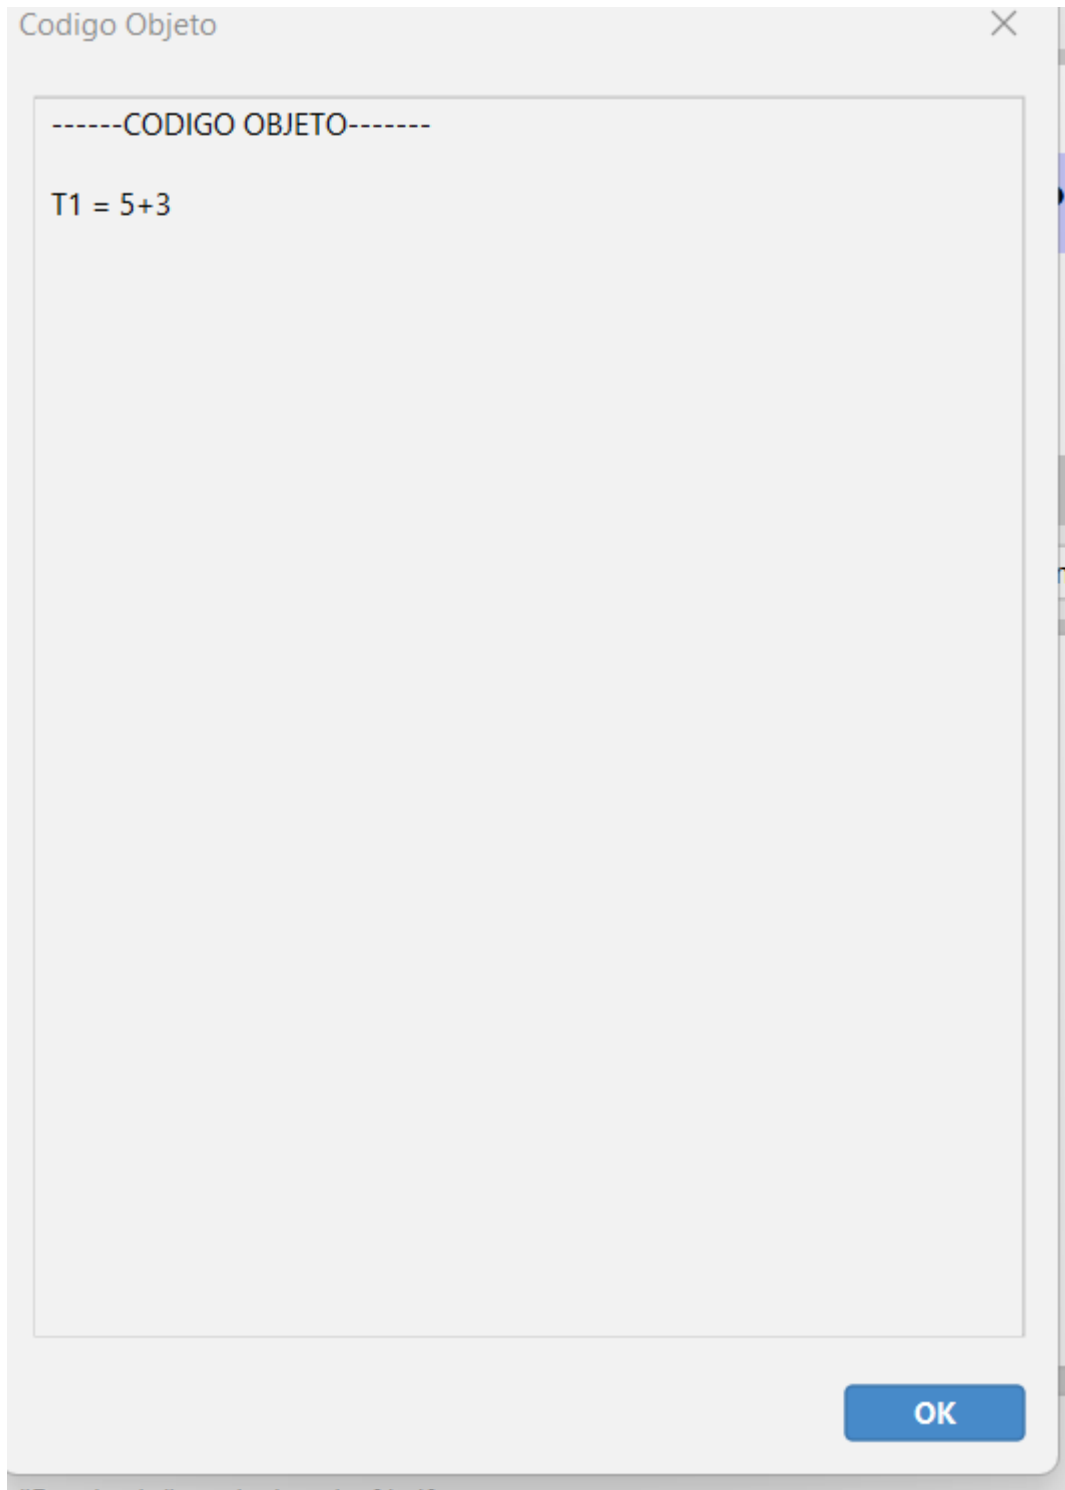 Codigo Objeto
------CODIGO OBJETO-------
T1 = 5+3
OK